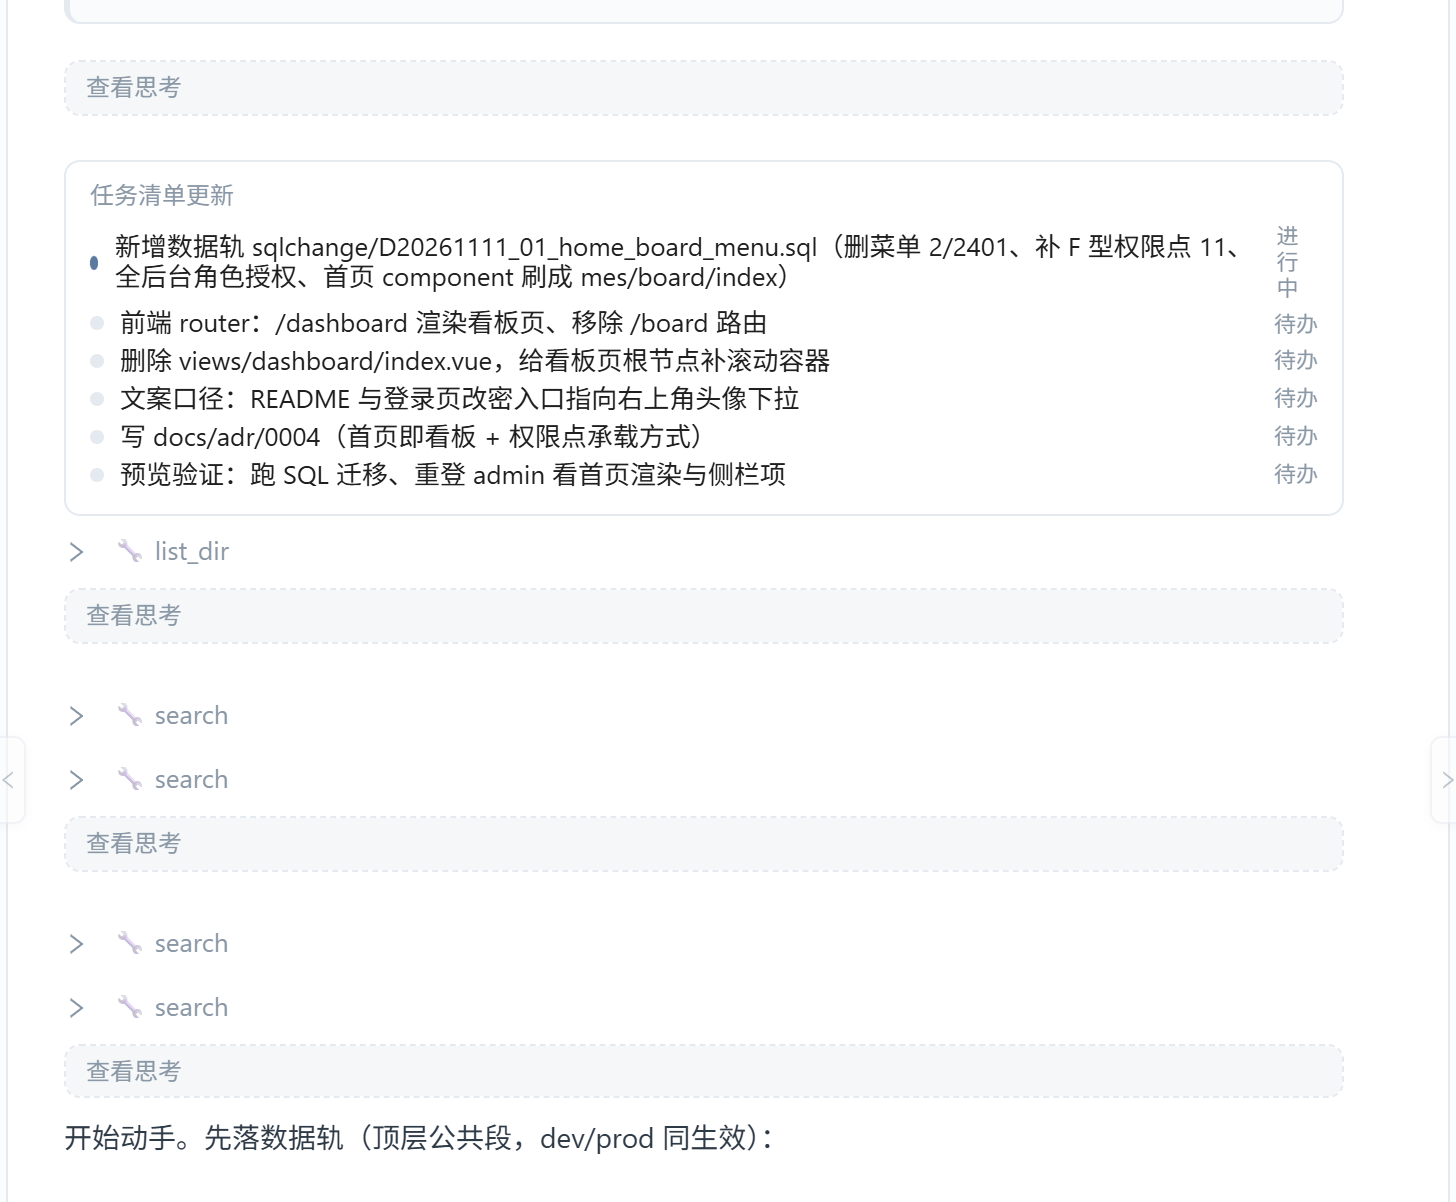 查看思考
任务清单更新
新增数据轨 sqlchange/D20261111_01_home_board_menu.sql（删菜单 2/2401、补 F 型权限点 11、
全后台角色授权、首页 component 刷成 mes/board/index）
进行中
前端 router：/dashboard 渲染看板页、移除 /board 路由
待办
删除 views/dashboard/index.vue，给看板页根节点补滚动容器
待办
文案口径：README 与登录页改密入口指向右上角头像下拉
待办
写 docs/adr/0004（首页即看板 + 权限点承载方式）
待办
预览验证：跑 SQL 迁移、重登 admin 看首页渲染与侧栏项
待办
list_dir
查看思考
search
search
查看思考
search
search
查看思考
开始动手。先落数据轨（顶层公共段，dev/prod 同生效）：